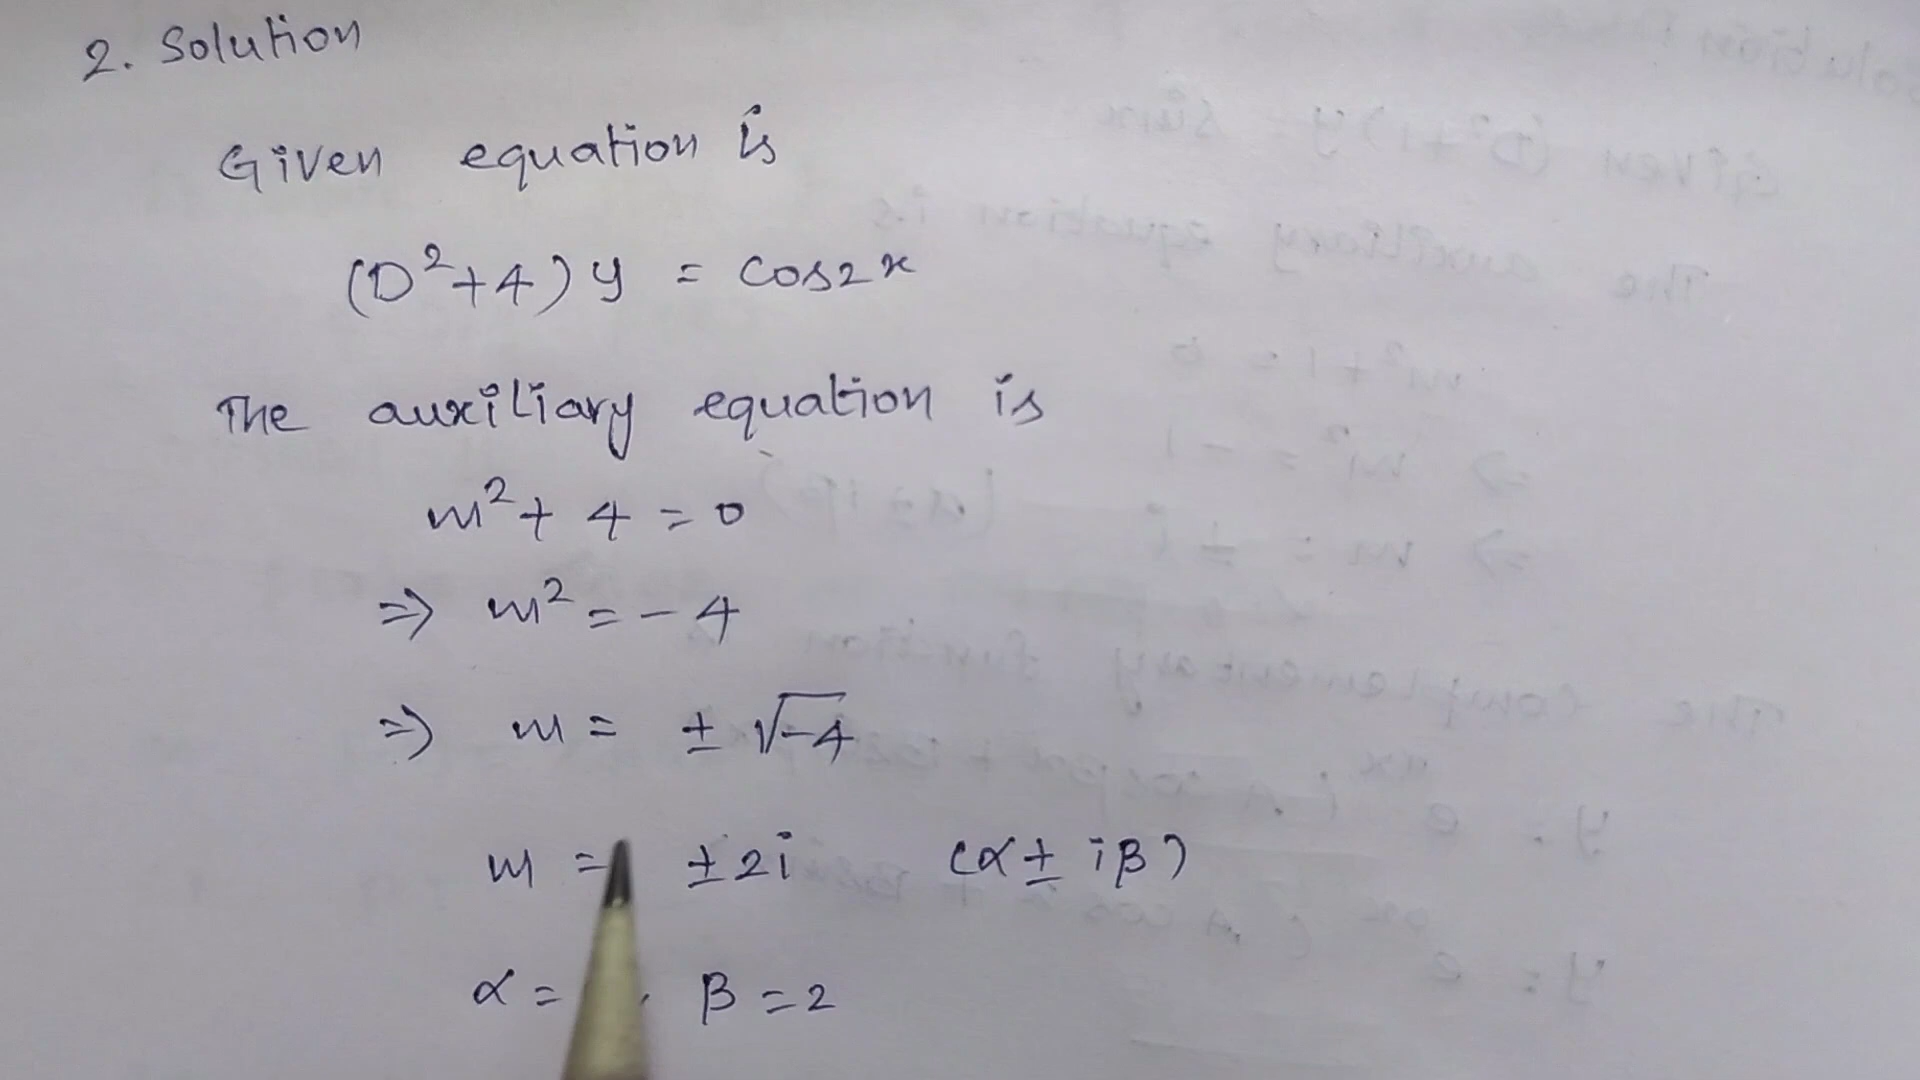 2. Solution
Given equation is
(D²+4)y = cos2x
The auxiliary equation is
m²+4=0
⇒ m²=-4
⇒ m= ±√-4
m = ±2i (α± iβ)
α= , β=2